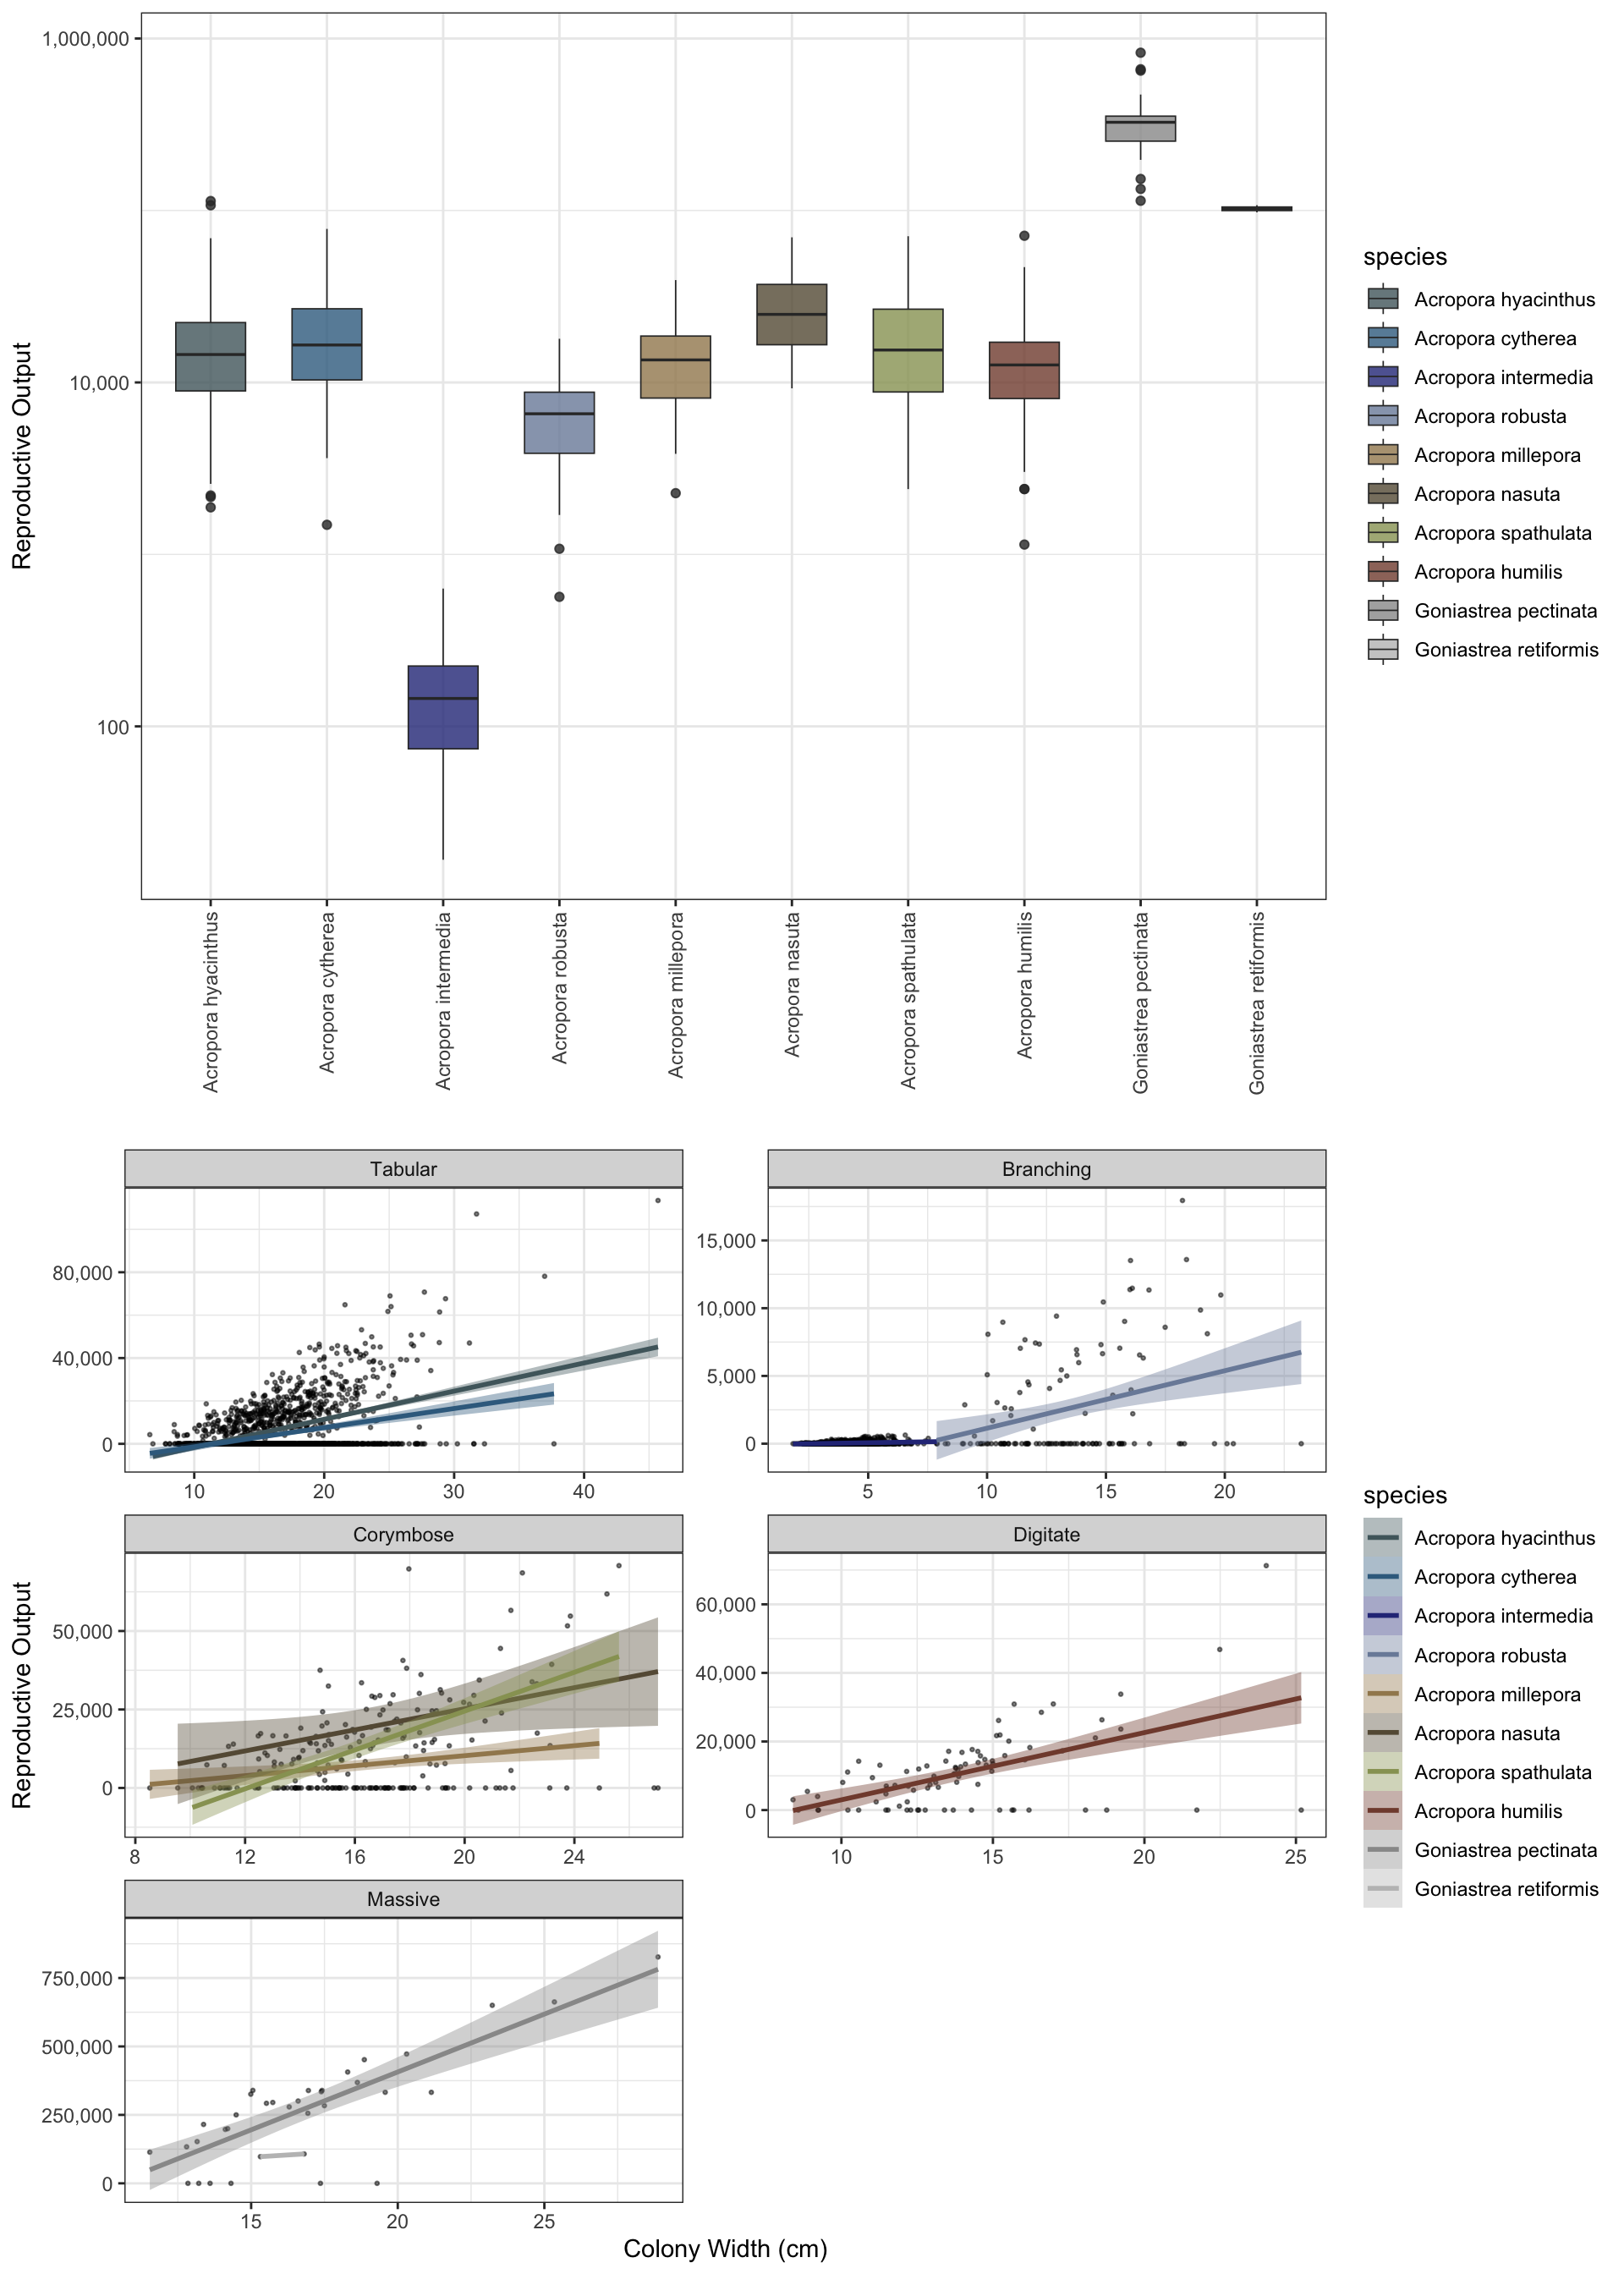 1,000,000
10,000
100
Reproductive Output
Acropora hyacinthus
Acropora cytherea
Acropora intermedia
Acropora robusta
Acropora millepora
Acropora nasuta
Acropora spathulata
Acropora humilis
Goniastrea pectinata
Goniastrea retiformis
species
Acropora hyacinthus
Acropora cytherea
Acropora intermedia
Acropora robusta
Acropora millepora
Acropora nasuta
Acropora spathulata
Acropora humilis
Goniastrea pectinata
Goniastrea retiformis
Tabular
80,000
40,000
0
10 20 30 40
Branching
15,000
10,000
5,000
0
5 10 15 20
Corymbose
50,000
25,000
0
8 12 16 20 24
Digitate
60,000
40,000
20,000
0
10 15 20 25
Massive
750,000
500,000
250,000
0
15 20 25
Reproductive Output
Colony Width (cm)
species
Acropora hyacinthus
Acropora cytherea
Acropora intermedia
Acropora robusta
Acropora millepora
Acropora nasuta
Acropora spathulata
Acropora humilis
Goniastrea pectinata
Goniastrea retiformis